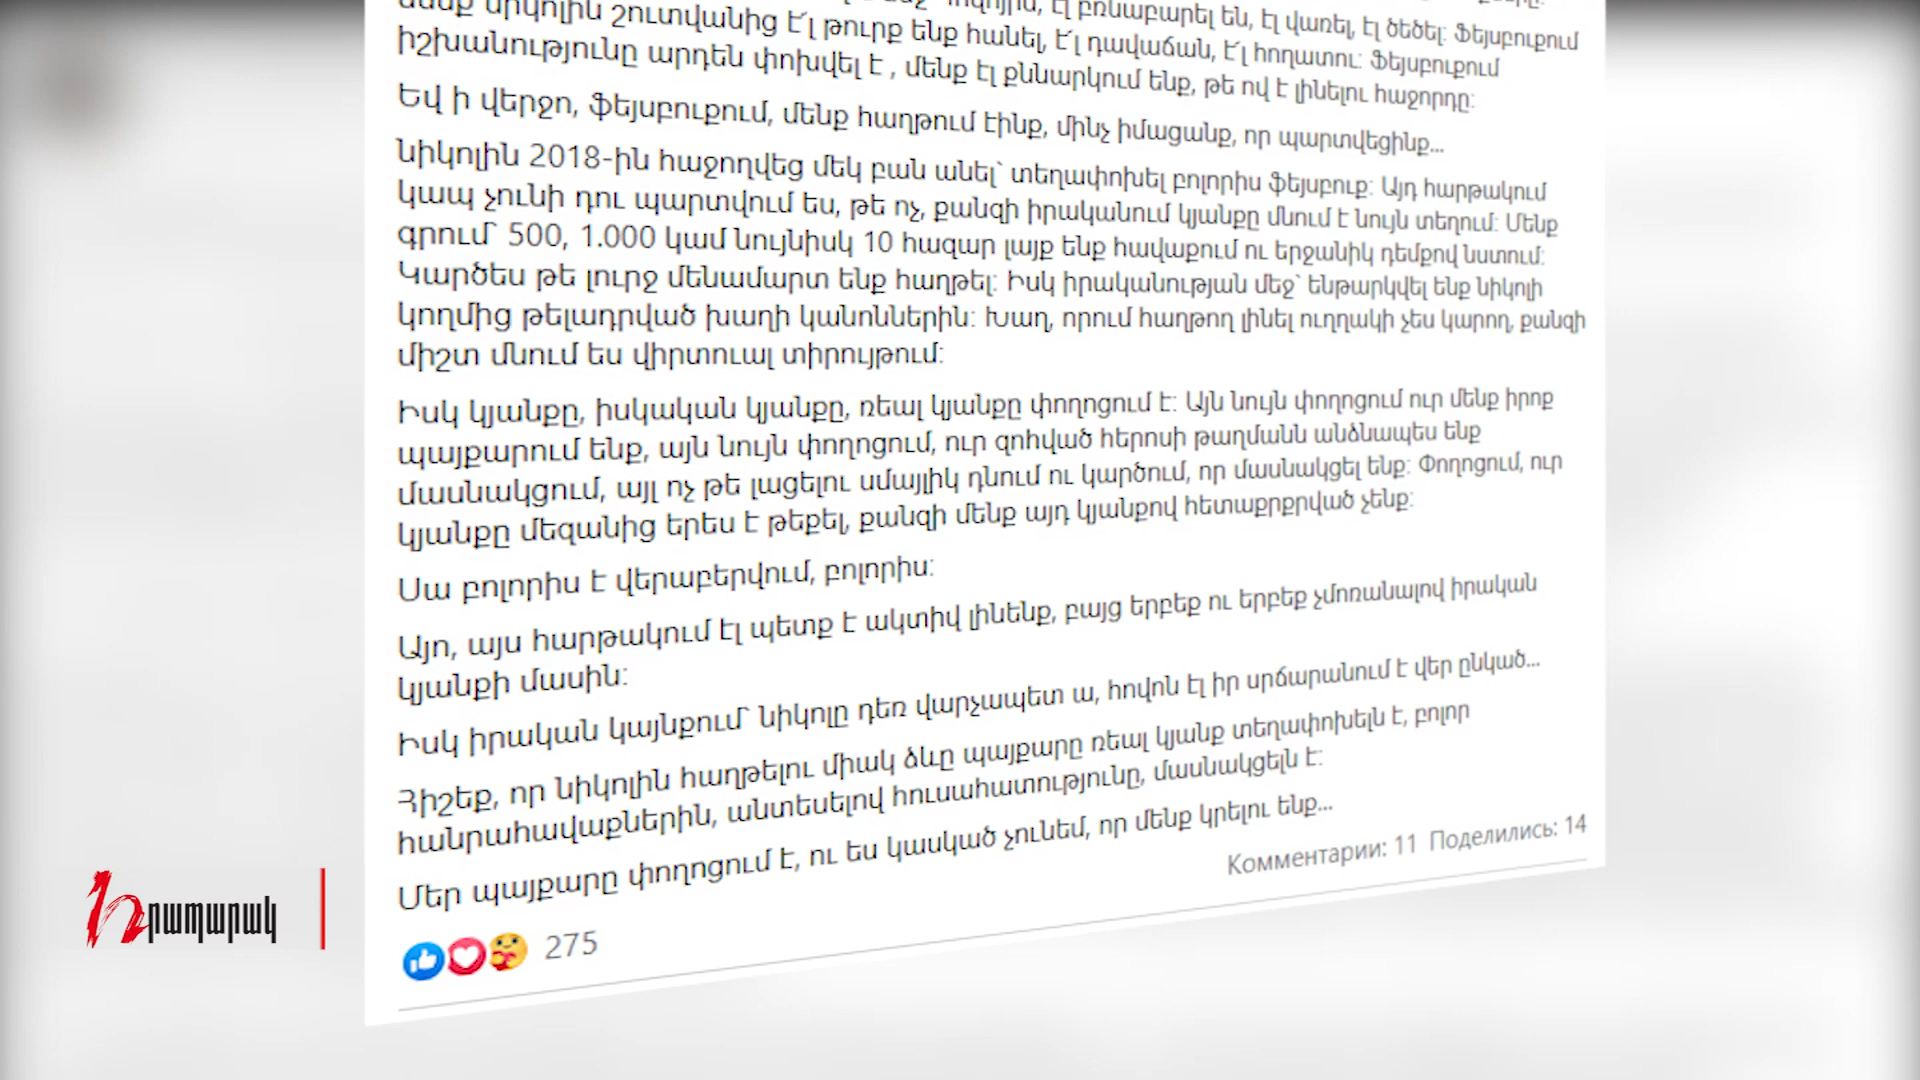 էլ բռնաբարել են, էլ վառել, էլ ծեծել: Ֆեյսբուքում
մենք նիկոլին շուտվանից է՛լ թուրք ենք հանել, է՛լ դավաճան, է՛լ հողատու: Ֆեյսբուքում
իշխանությունը արդեն փոխվել է , մենք էլ քննարկում ենք, թե ով է լինելու հաջորդը:
Եվ ի վերջո, ֆեյսբուքում, մենք հաղթում էինք, մինչ իմացանք, որ պարտվեցինք...
Նիկոլին 2018-ին հաջողվեց մեկ բան անել` տեղափոխել բոլորիս ֆեյսբուք: Այդ հարթակում
կապ չունի դու պարտվում ես, թե ոչ, քանզի իրականում կյանքը մնում է նույն տեղում: Մենք
գրում` 500, 1.000 կամ նույնիսկ 10 հազար լայք ենք հավաքում ու երջանիկ դեմքով նստում:
Կարծես թե լուրջ մենամարտ ենք հաղթել: Իսկ իրականության մեջ` ենթարկվել ենք նիկոլի
կողմից թելադրված խաղի կանոններին: Խաղ, որում հաղթող լինել ուղղակի չես կարող, քանզի
միշտ մնում ես վիրտուալ տիրույթում:
Իսկ կյանքը, իսկական կյանքը, ռեալ կյանքը փողոցում է: Այն նույն փողոցում ուր մենք իրոք
պայքարում ենք, այն նույն փողոցում, ուր զոհված հերոսի թաղմանն անձնապես ենք
մասնակցում, այլ ոչ թե լացելու սմայլիկ դնում ու կարծում, որ մասնակցել ենք: Փողոցում, ուր
կյանքը մեզանից երես է թեքել, քանզի մենք այդ կյանքով հետաքրքրված չենք:
Սա բոլորիս է վերաբերվում, բոլորիս:
Այո, այս հարթակում էլ պետք է ակտիվ լինենք, բայց երբեք ու երբեք չմոռանալով իրական
կյանքի մասին:
Իսկ իրական կայնքում` նիկոլը դեռ վարչապետ ա, հովոն էլ իր սրճարանում է վեր ընկած...
Հիշեք, որ նիկոլին հաղթելու միակ ձևը պայքարը ռեալ կյանք տեղափոխելն է, բոլոր
հանրահավաքներին, անտեսելով հուսահատությունը, մասնակցելն է:
Մեր պայքարը փողոցում է, ու ես կասկած չունեմ, որ մենք կրելու ենք...
Комментарии: 11 Поделились: 14
275
Հրապարակ